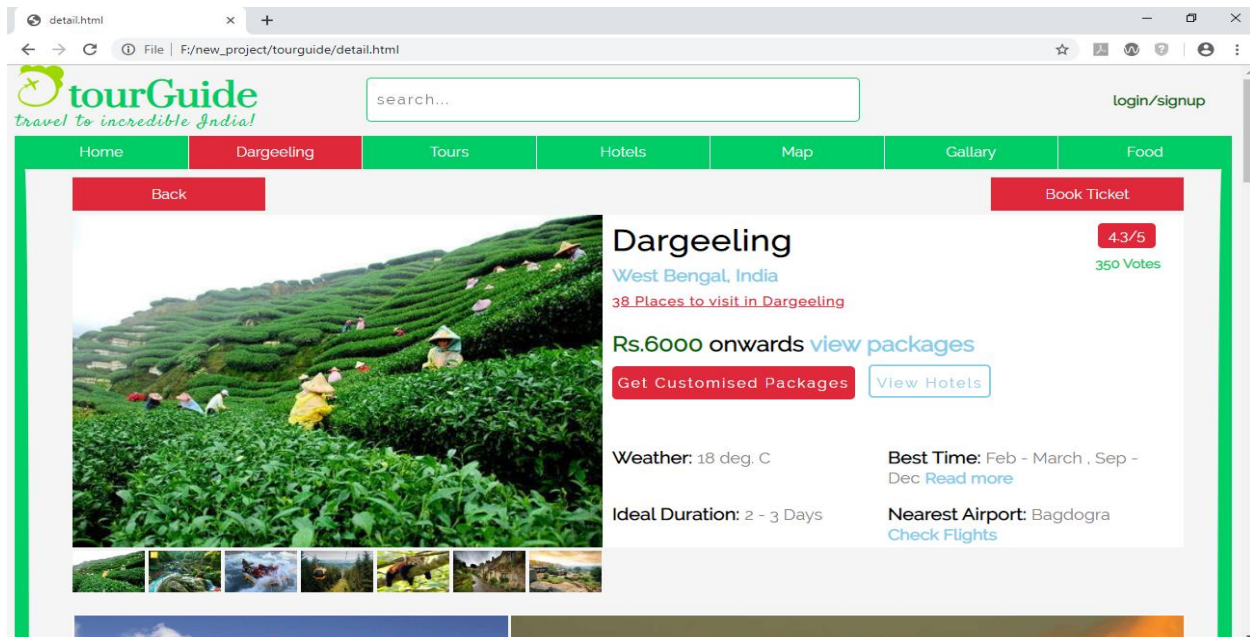 detail.html
File | F:/new_project/tourguide/detail.html
tourGuide
travel to incredible India!
search...
login/signup
Home Dargeeling Tours Hotels Map Gallary Food
Back
Book Ticket
Dargeeling
4.3/5
West Bengal, India
350 Votes
38 Places to visit in Dargeeling
Rs.6000 onwards view packages
Get Customised Packages View Hotels
Weather: 18 deg. C
Best Time: Feb - March , Sep -
Dec Read more
Ideal Duration: 2 - 3 Days
Nearest Airport: Bagdogra
Check Flights